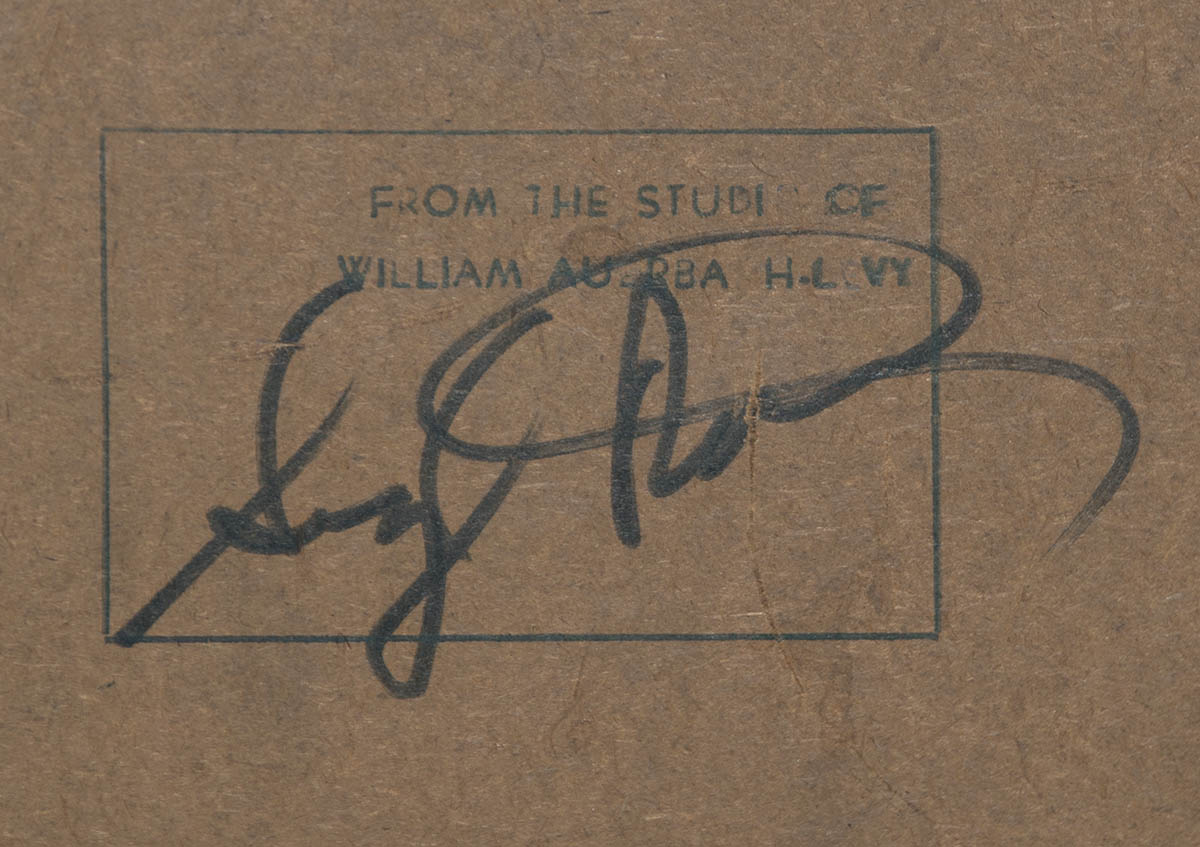 FROM THE STUDIO OF
WILLIAM AUERBACH-LEVY